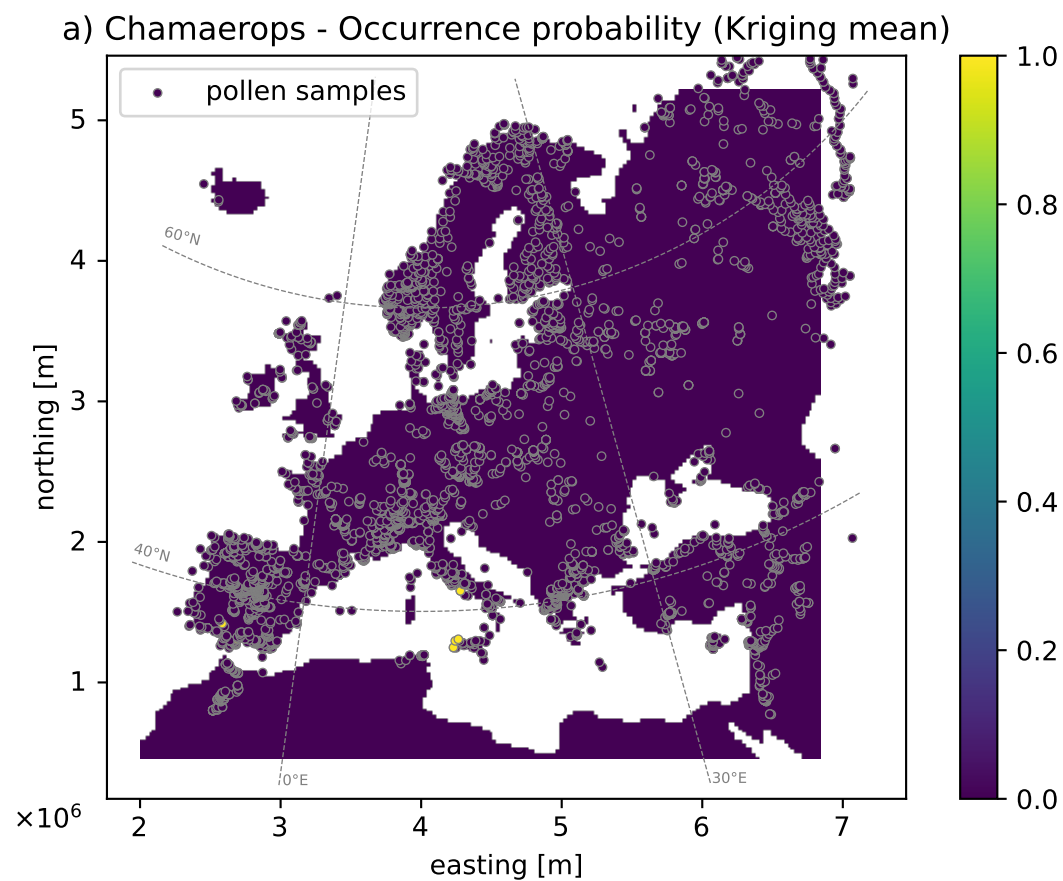 a) Chamaerops - Occurrence probability (Kriging mean)
pollen samples
1.0
0.8
0.6
0.4
0.2
0.0
5
4
3
2
1
northing [m]
60°N
40°N
0°E
30°E
×10⁶
2
3
4
5
6
7
easting [m]